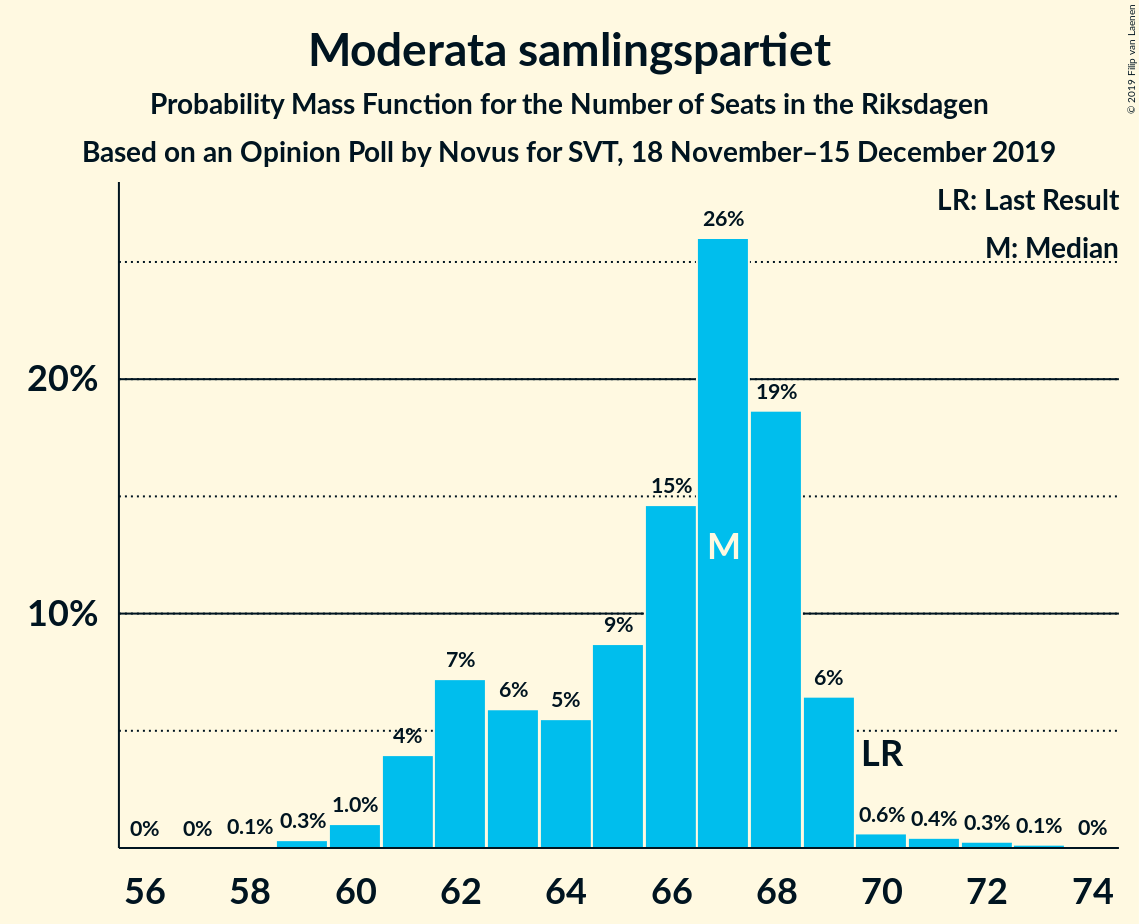 Moderata samlingspartiet
Probability Mass Function for the Number of Seats in the Riksdagen
Based on an Opinion Poll by Novus for SVT, 18 November–15 December 2019
© 2019 Filip van Laenen
LR: Last Result
M: Median
20%
10%
0%
0%
0.1%
0.3%
1.0%
4%
7%
6%
5%
9%
15%
26%
19%
6%
0.6%
0.4%
0.3%
0.1%
0%
M
LR
56 58 60 62 64 66 68 70 72 74